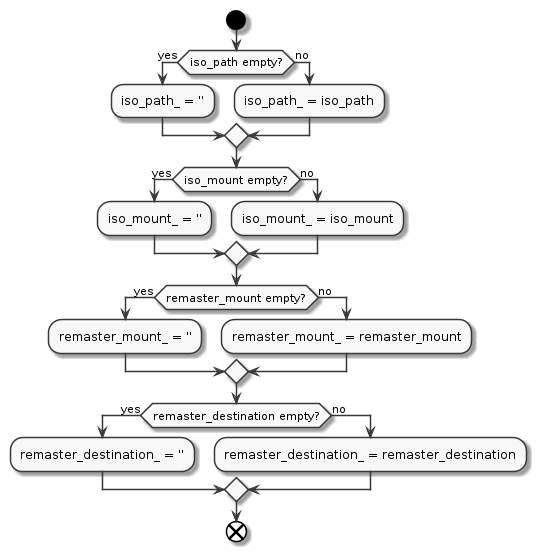 yes
iso_path empty?
no
iso_path_ = ''
iso_path_ = iso_path
yes
iso_mount empty?
no
iso_mount_ = ''
iso_mount_ = iso_mount
yes
remaster_mount empty?
no
remaster_mount_ = ''
remaster_mount_ = remaster_mount
yes
remaster_destination empty?
no
remaster_destination_ = ''
remaster_destination_ = remaster_destination